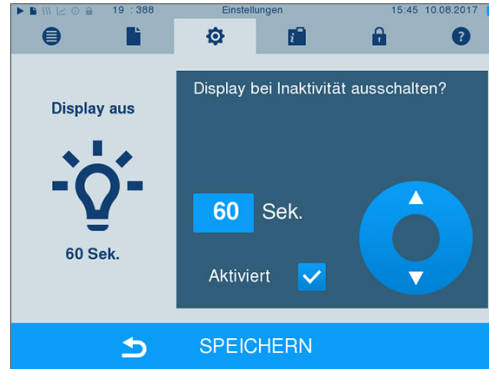 19 : 388 Einstellungen 15:45 10.08.2017
Display aus
60 Sek.
Display bei Inaktivität ausschalten?
60 Sek.
Aktiviert
SPEICHERN